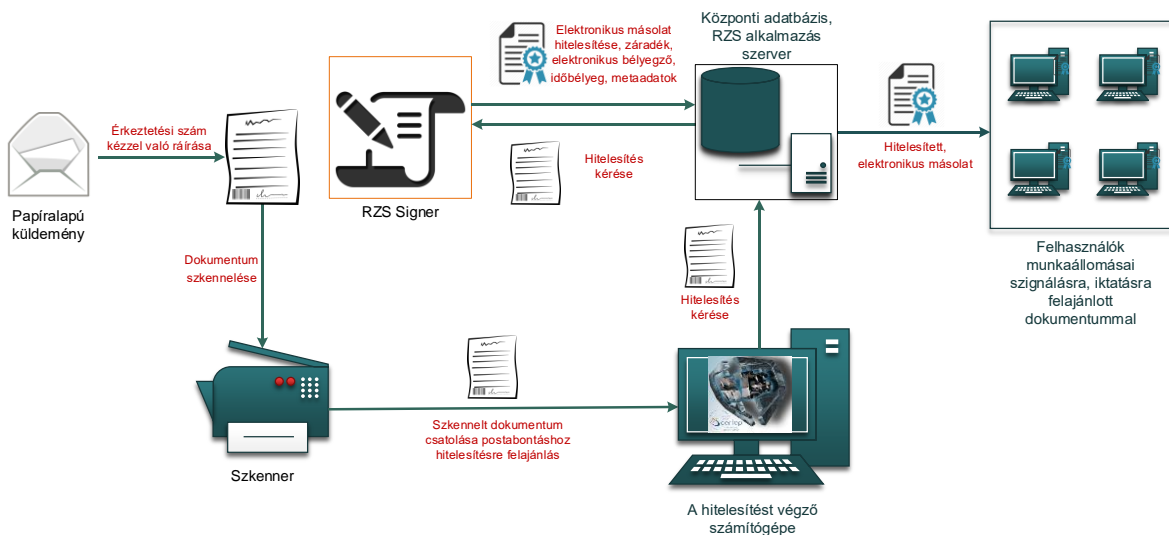 Elektronikus másolat
hitelesítése, záradék,
elektronikus bélyegző,
időbélyeg, metaadatok
Központi adatbázis,
RZS alkalmazás
szerver
Érkeztetési szám
kézzel való ráírása
Hitelesítés
kérése
Hitelesített,
elektronikus másolat
Papíralapú
küldemény
RZS Signer
Dokumentum
szkennelése
Hitelesítés
kérése
Felhasználók
munkaállomásai
szignálásra, iktatásra
felajánlott
dokumentummal
Szkennelt dokumentum
csatolása postabontáshoz
hitelesítésre felajánlás
Szkenner
A hitelesítést végző
számítógépe